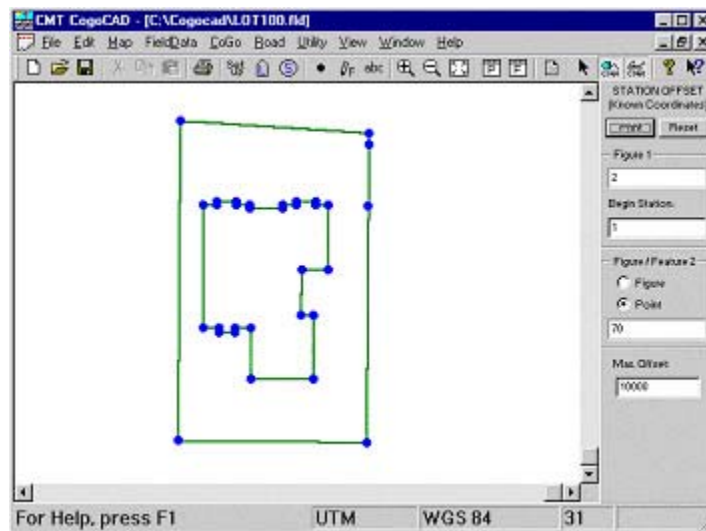 CMT CogoCAD - [C:\Cogocad\LOT100.fld]
File Edit Map FieldData CoGo Road Utility View Window Help
abc
STATION OFFSET
(Known Coordinates)
Print Reset
Figure 1
2
Begin Station:
1
Figure / Feature 2
Figure
Point
70
Max. Offset:
10000
For Help, press F1 UTM WGS 84 31